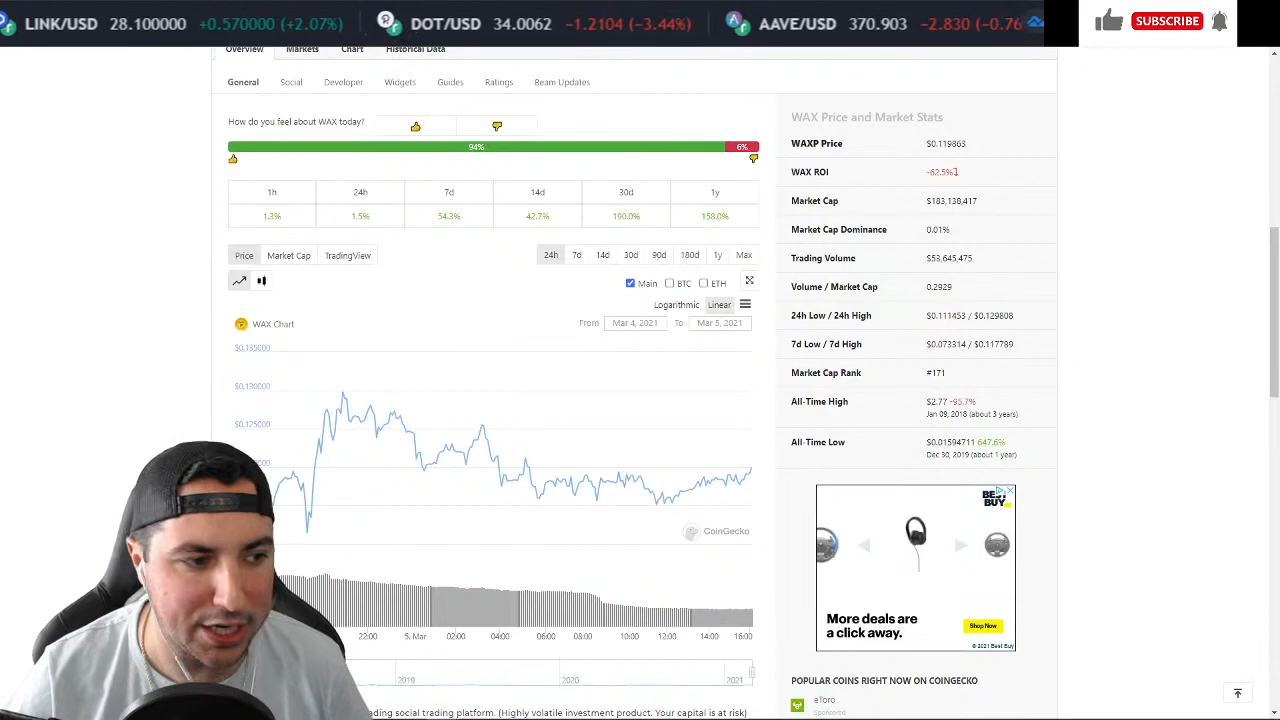 LINK/USD 28.100000 +0.570000 (+2.07%) DOT/USD 34.0062 −1.2104 (−3.44%) AAVE/USD 370.903 −2.830 (−0.76
SUBSCRIBE
Overview Markets Chart Historical Data
General Social Developer Widgets Guides Ratings Beam Updates
How do you feel about WAX today?
94% 6%
1h 24h 7d 14d 30d 1y
1.3% 1.5% 54.3% 42.7% 190.0% 158.0%
Price Market Cap TradingView
24h 7d 14d 30d 90d 180d 1y Max
Main BTC ETH
Logarithmic Linear
WAX Chart
From Mar 4, 2021 To Mar 5, 2021
$0.135000
$0.130000
$0.125000
CoinGecko
22:00 5. Mar 02:00 04:00 06:00 08:00 10:00 12:00 14:00 16:00
2019 2020 2021
ding social trading platform. (Highly volatile investment product. Your capital is at risk)
WAX Price and Market Stats
WAXP Price $0.119863
WAX ROI -62.5%
Market Cap $183,138,417
Market Cap Dominance 0.01%
Trading Volume $53,645,475
Volume / Market Cap 0.2929
24h Low / 24h High $0.111453 / $0.129808
7d Low / 7d High $0.073314 / $0.117789
Market Cap Rank #171
All-Time High $2.77 -95.7%
Jan 09, 2018 (about 3 years)
All-Time Low $0.01594711 647.6%
Dec 30, 2019 (about 1 year)
BEST
BUY
More deals are
a click away.
Shop Now
© 2021 Best Buy
POPULAR COINS RIGHT NOW ON COINGECKO
eToro
Sponsored